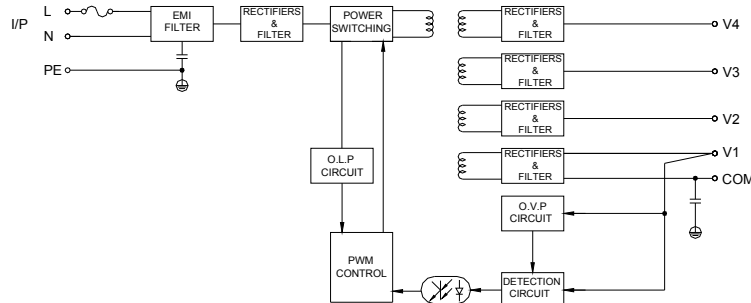 I/P
L
N
PE
EMI
FILTER
RECTIFIERS
&
FILTER
POWER
SWITCHING
RECTIFIERS
&
FILTER
V4
RECTIFIERS
&
FILTER
V3
RECTIFIERS
&
FILTER
V2
RECTIFIERS
&
FILTER
V1
COM
O.L.P
CIRCUIT
O.V.P
CIRCUIT
PWM
CONTROL
DETECTION
CIRCUIT